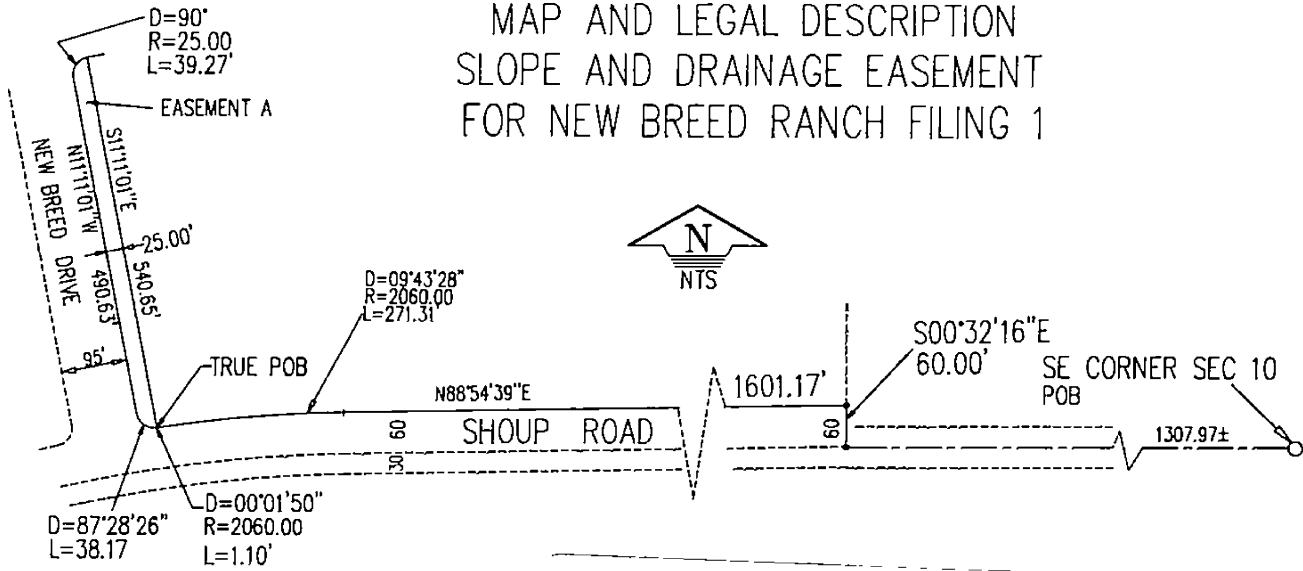 D=90°
R=25.00
L=39.27'
EASEMENT A
MAP AND LEGAL DESCRIPTION
SLOPE AND DRAINAGE EASEMENT
FOR NEW BREED RANCH FILING 1
S11°11'01"E
N11°11'01"W
NEW BREED DRIVE
25.00'
540.65'
490.63'
95'
N
NTS
D=09°43'28"
R=2060.00
L=271.31'
TRUE POB
N88°54'39"E
1601.17'
S00°32'16"E
60.00'
SE CORNER SEC 10
POB
60
SHOUP ROAD
60
1307.97±
30
D=87°28'26"
L=38.17
D=00°01'50"
R=2060.00
L=1.10'